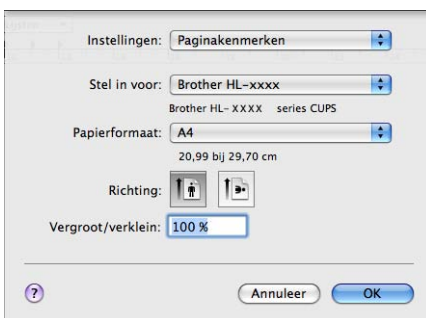 Instellingen: Paginakenmerken
Stel in voor: Brother HL-xxxx
Brother HL-XXXX series CUPS
Papierformaat: A4
20,99 bij 29,70 cm
Richting:
Vergroot/verklein: 100 %
? Annuleer OK